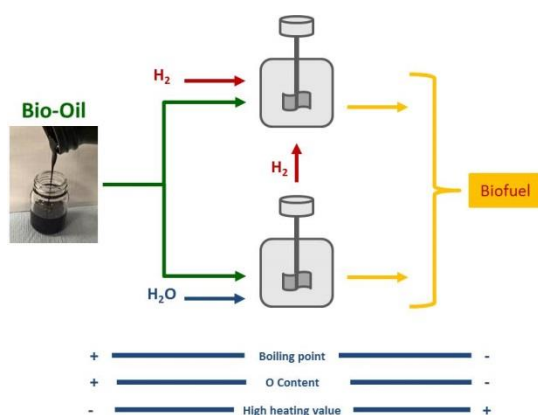 H2
Bio-Oil
H2
Biofuel
H2O
+ Boiling point -
+ O Content -
- High heating value +